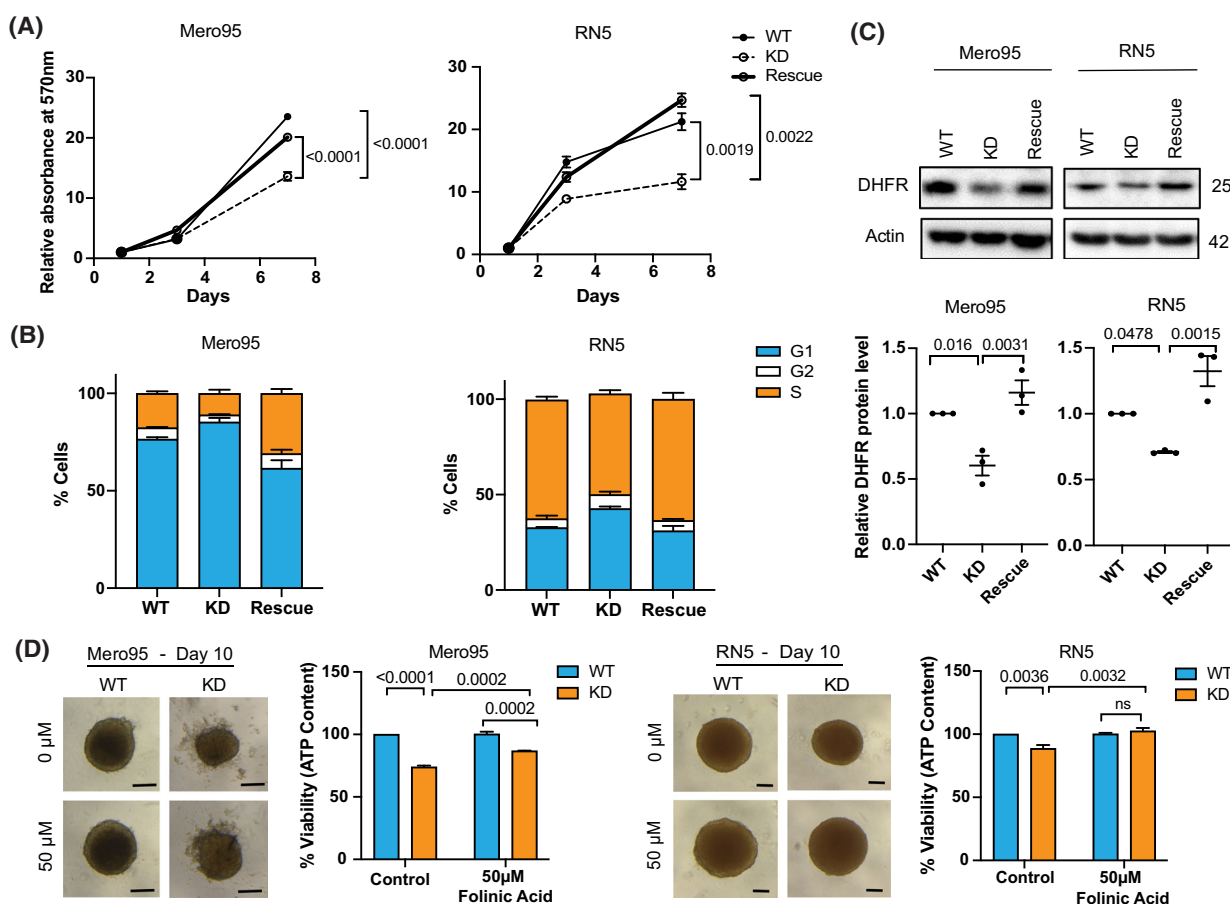 (A)
Mero95
Relative absorbance at 570nm
30
20
10
0
0 2 4 6 8
Days
<0.0001
<0.0001
RN5
30
20
10
0
0 2 4 6 8
Days
0.0019
0.0022
WT
KD
Rescue
(B)
Mero95
% Cells
100
50
0
WT KD Rescue
RN5
% Cells
100
50
0
WT KD Rescue
G1
G2
S
(C)
Mero95 RN5
WT KD Rescue WT KD Rescue
DHFR 25
Actin 42
Mero95
Relative DHFR protein level
1.5
1.0
0.5
0.0
0.016 0.0031
WT KD Rescue
RN5
1.5
1.0
0.5
0.0
0.0478 0.0015
WT KD Rescue
(D)
Mero95 - Day 10
WT KD
0 µM
50 µM
Mero95
% Viability (ATP Content)
150
100
50
0
<0.0001 0.0002
0.0002
Control 50µM
Folinic Acid
WT
KD
RN5 - Day 10
WT KD
0 µM
50 µM
RN5
% Viability (ATP Content)
150
100
50
0
0.0036 0.0032
ns
Control 50µM
Folinic Acid
WT
KD